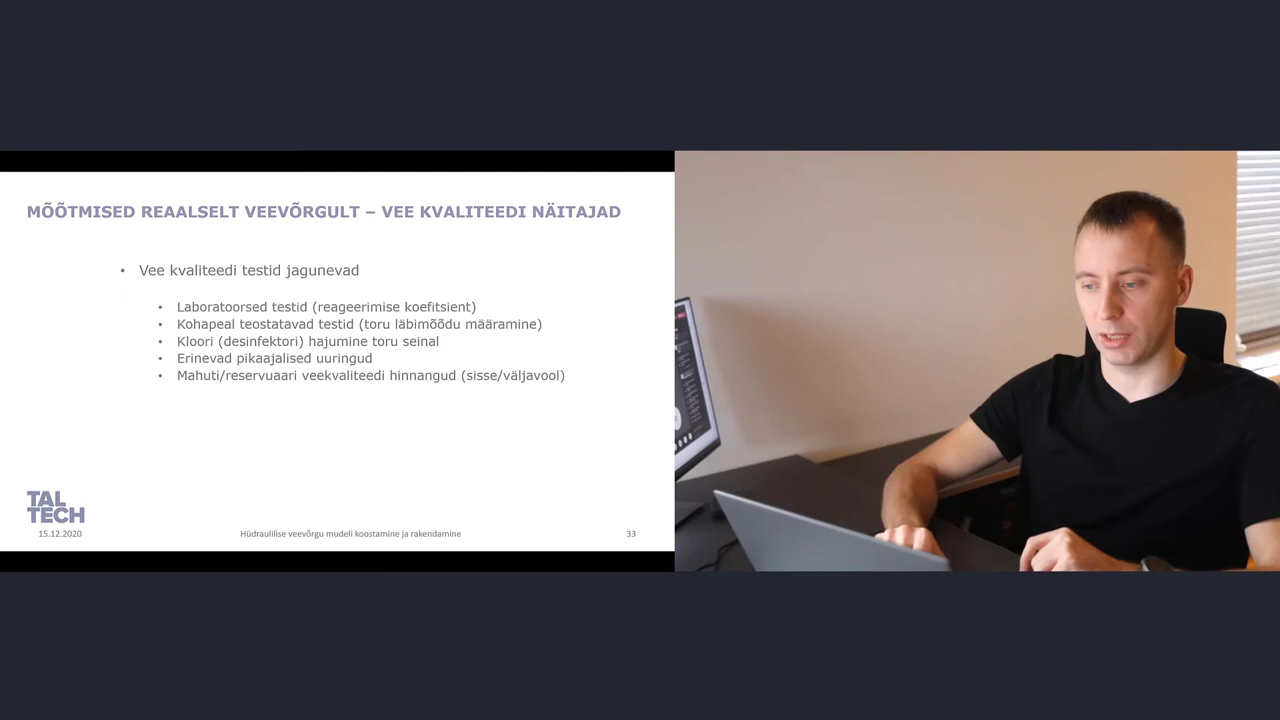 MÕÕTMISED REAALSELT VEEVÕRGULT – VEE KVALITEEDI NÄITAJAD
• Vee kvaliteedi testid jagunevad
• Laboratoorsed testid (reageerimise koefitsient)
• Kohapeal teostatavad testid (toru läbimõõdu määramine)
• Kloori (desinfektori) hajumine toru seinal
• Erinevad pikaajalised uuringud
• Mahuti/reservuaari veekvaliteedi hinnangud (sisse/väljavool)
TAL
TECH
15.12.2020
Hüdraulilise veevõrgu mudeli koostamine ja rakendamine
33